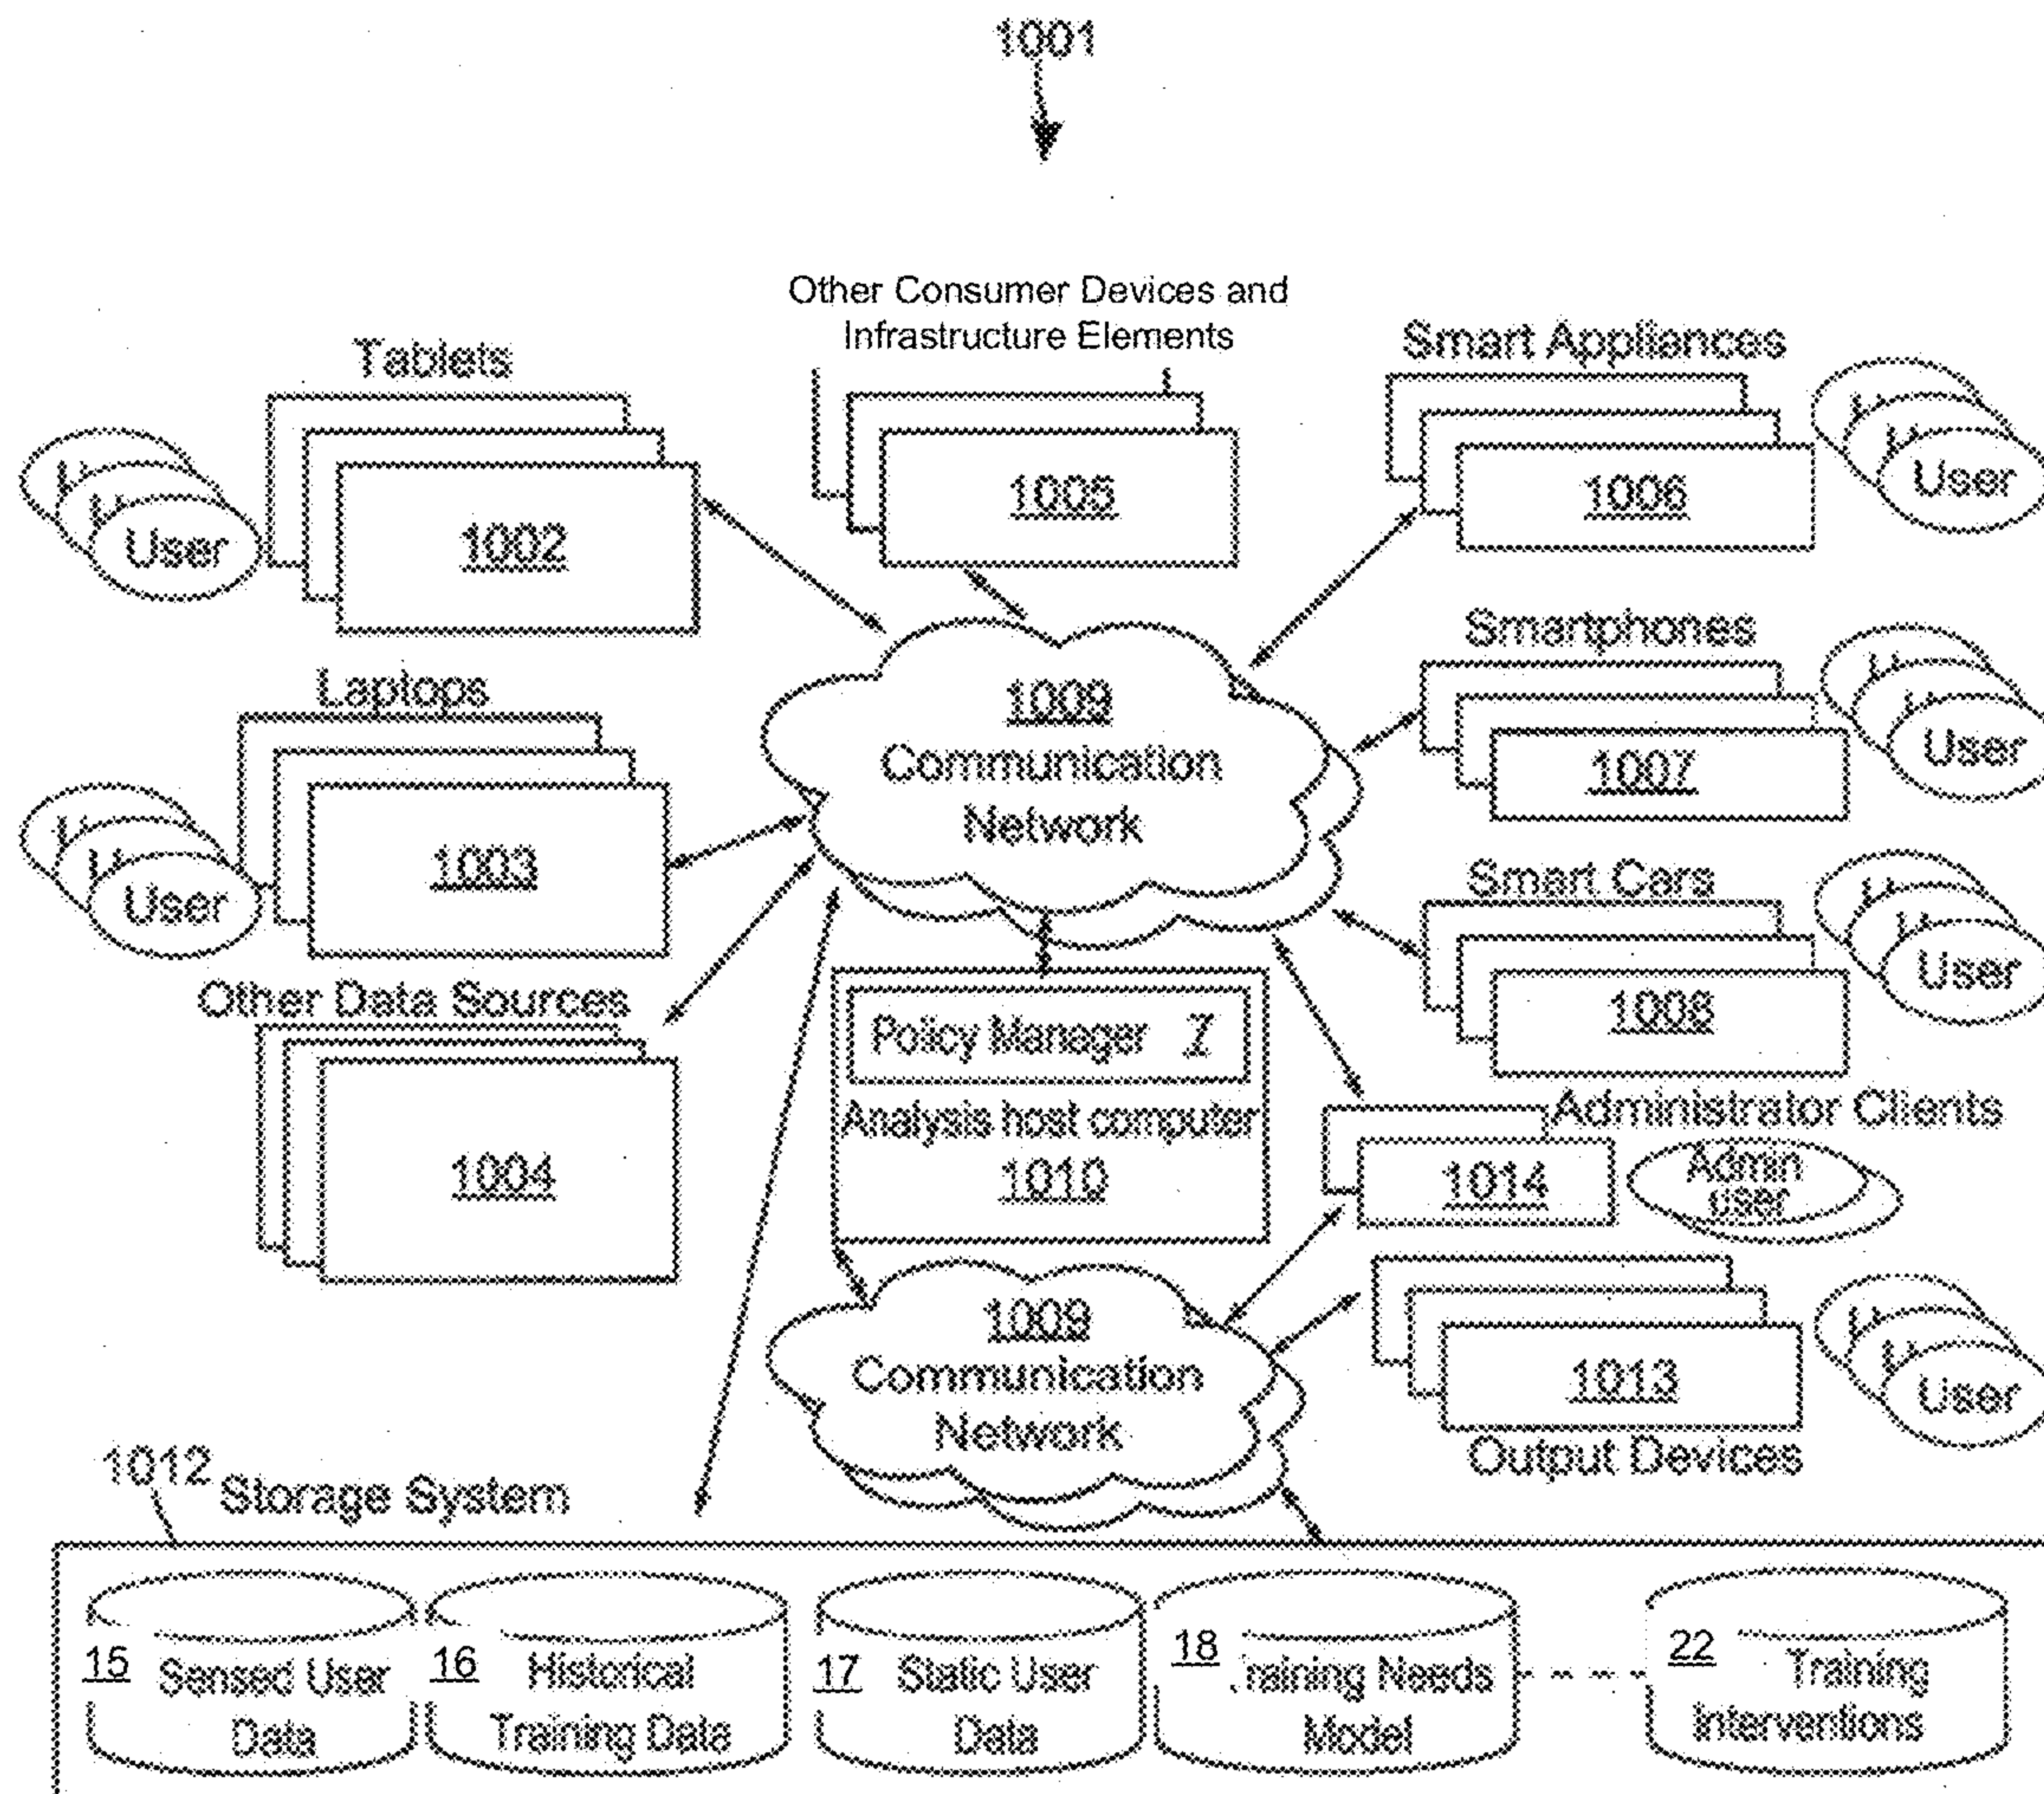 1001
Other Consumer Devices and
Infrastructure Elements
Tablets
Smart Appliances
1002
1005
1006
User
User
Smartphones
Laptops
1009
Communication
Network
1007
User
1003
User
Smart Cars
1008
User
Other Data Sources
Policy Manager 7
Analysis host computer
1010
1004
Administrator Clients
1014
Admin
user
1009
Communication
Network
1013
User
Output Devices
1012
Storage System
15 Sensed User
Data
16 Historical
Training Data
17 Static User
Data
18 raining Needs
Model
22 Training
Interventions